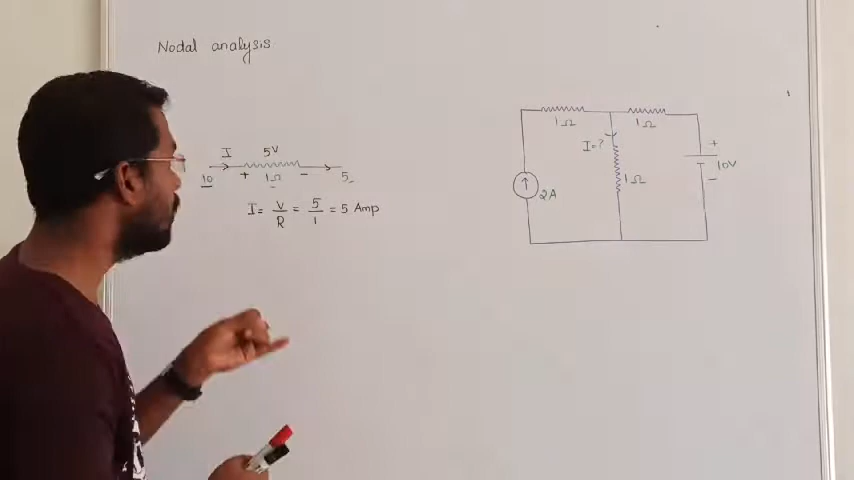 Nodal analysis
I 5V
10 + 1Ω - 5
I = V/R = 5/1 = 5 Amp
1Ω 1Ω
I=? + 10V
1Ω -
2A